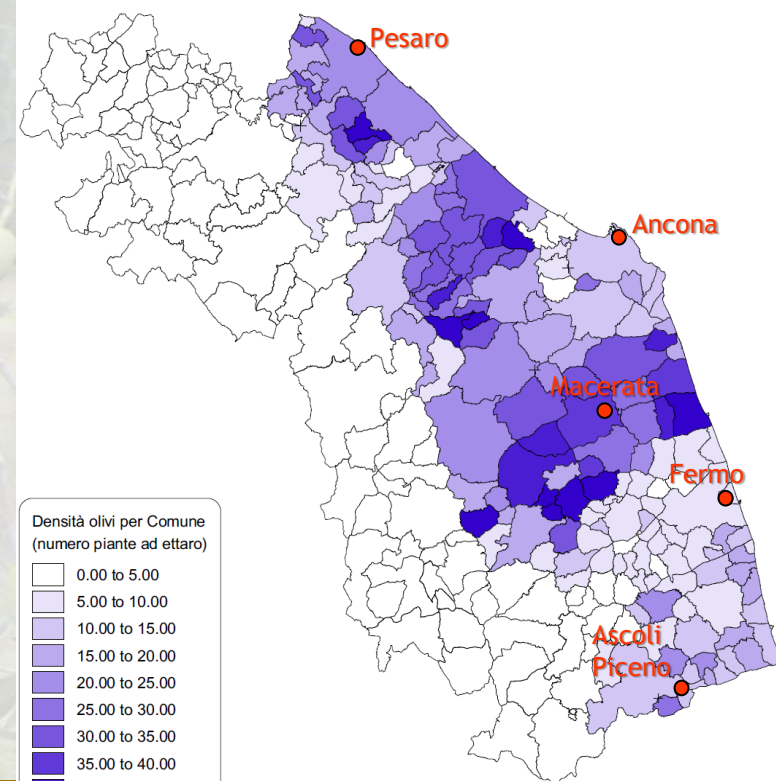 Pesaro
Ancona
Macerata
Fermo
Ascoli
Piceno
Densità olivi per Comune
(numero piante ad ettaro)
0.00 to 5.00
5.00 to 10.00
10.00 to 15.00
15.00 to 20.00
20.00 to 25.00
25.00 to 30.00
30.00 to 35.00
35.00 to 40.00